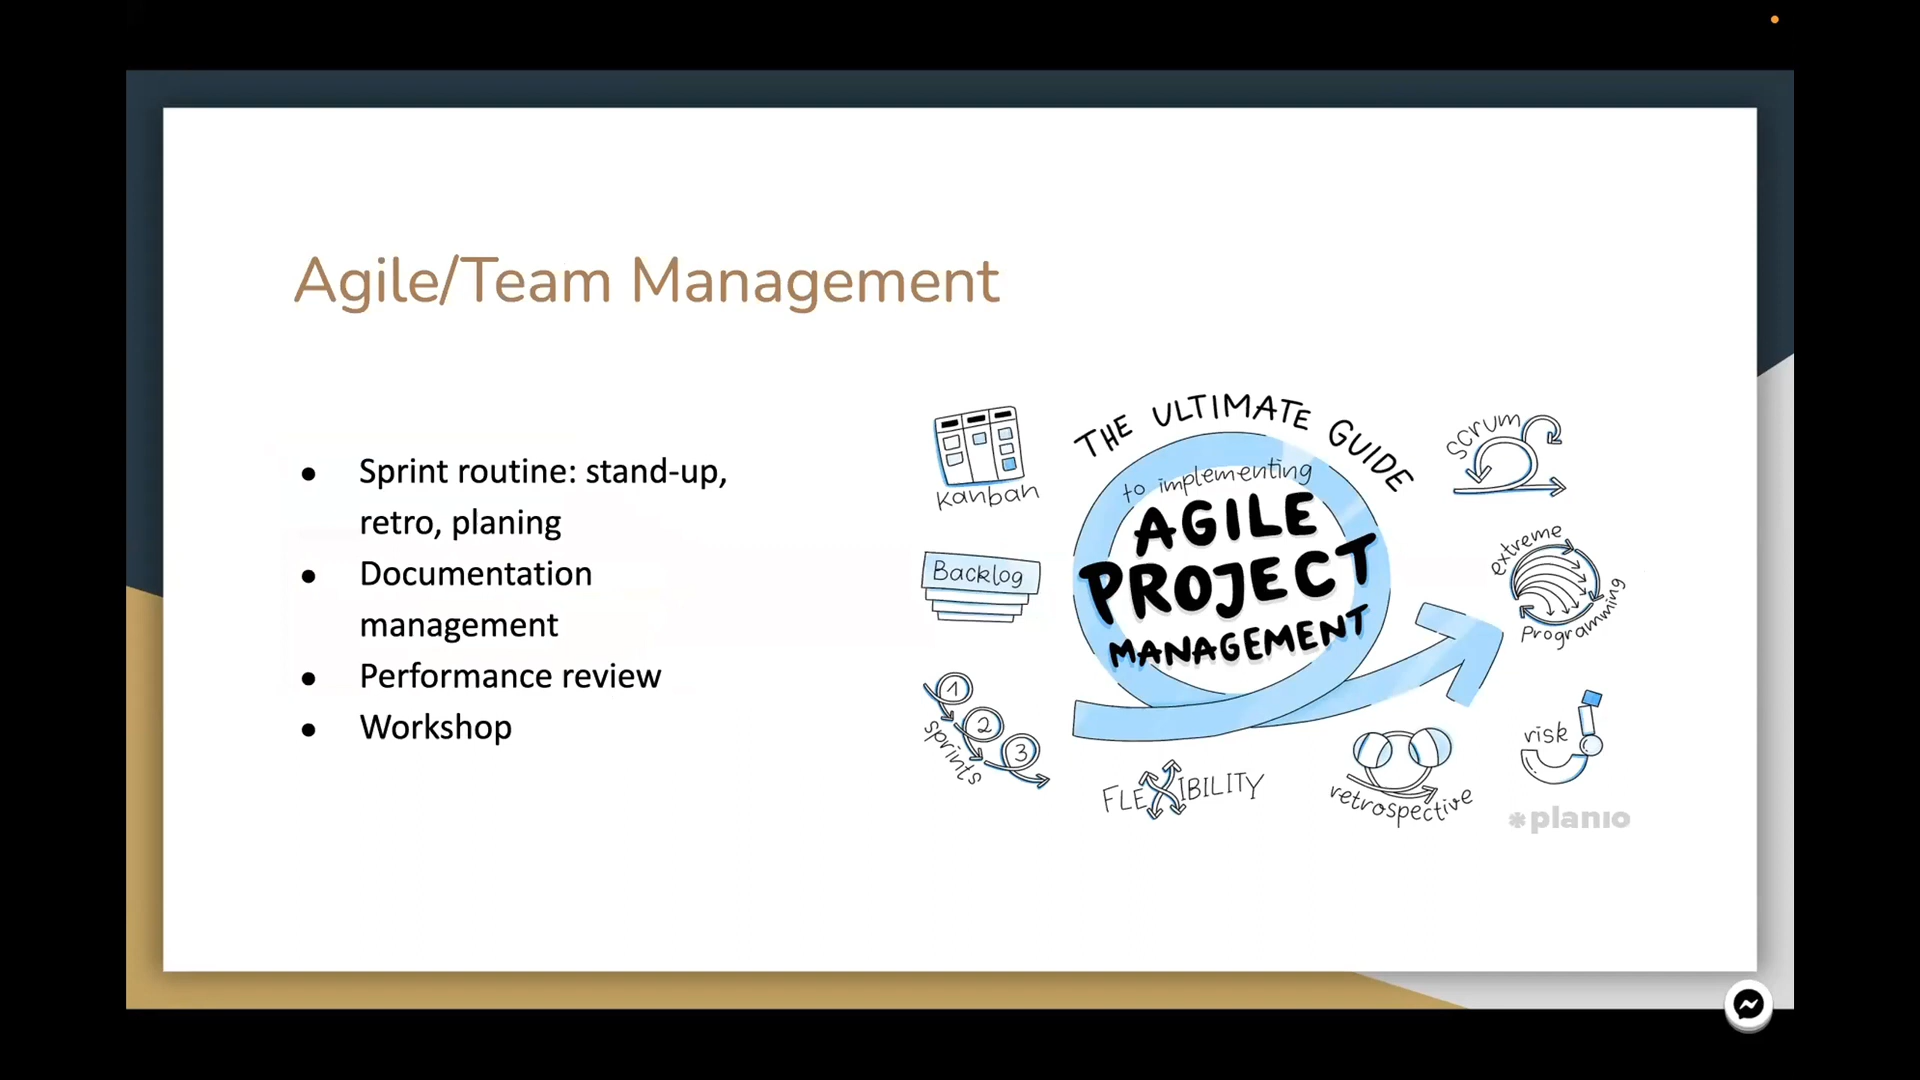 Agile/Team Management
● Sprint routine: stand-up,
retro, planing
● Documentation
management
● Performance review
● Workshop
THE ULTIMATE GUIDE
to implementing
AGILE
PROJECT
MANAGEMENT
kanban
Backlog
1
2
3
sprints
FLEXIBILITY
retrospective
scrum
extreme
programming
risk
planio